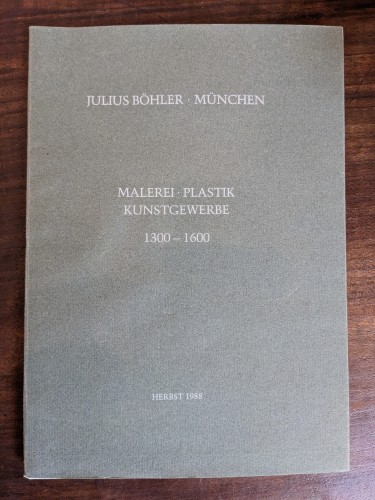 JULIUS BÖHLER · MÜNCHEN
MALEREI · PLASTIK
KUNSTGEWERBE
1300 – 1600
HERBST 1988